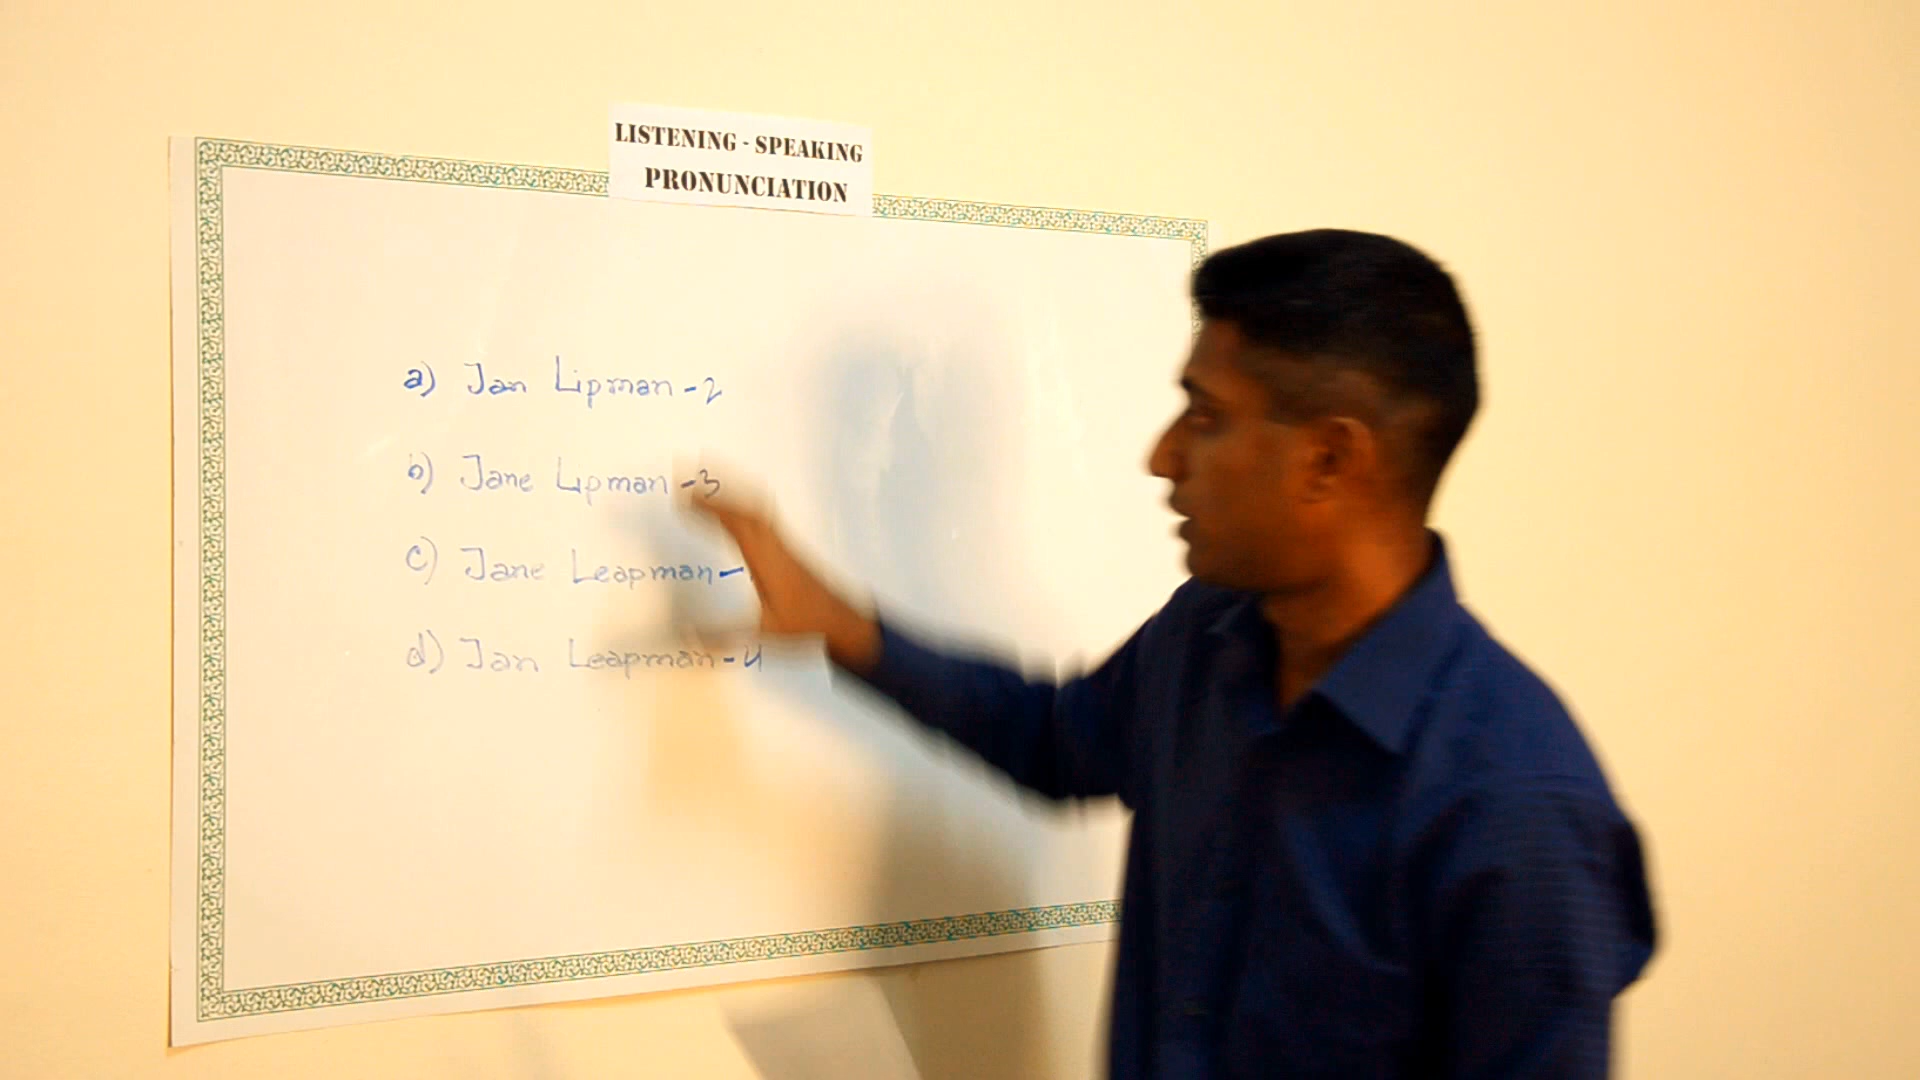 LISTENING - SPEAKING
PRONUNCIATION
a) Jan Lipman - 2
b) Jane Lipman - 3
c) Jane Leapman -
d) Jan Leapman - 4